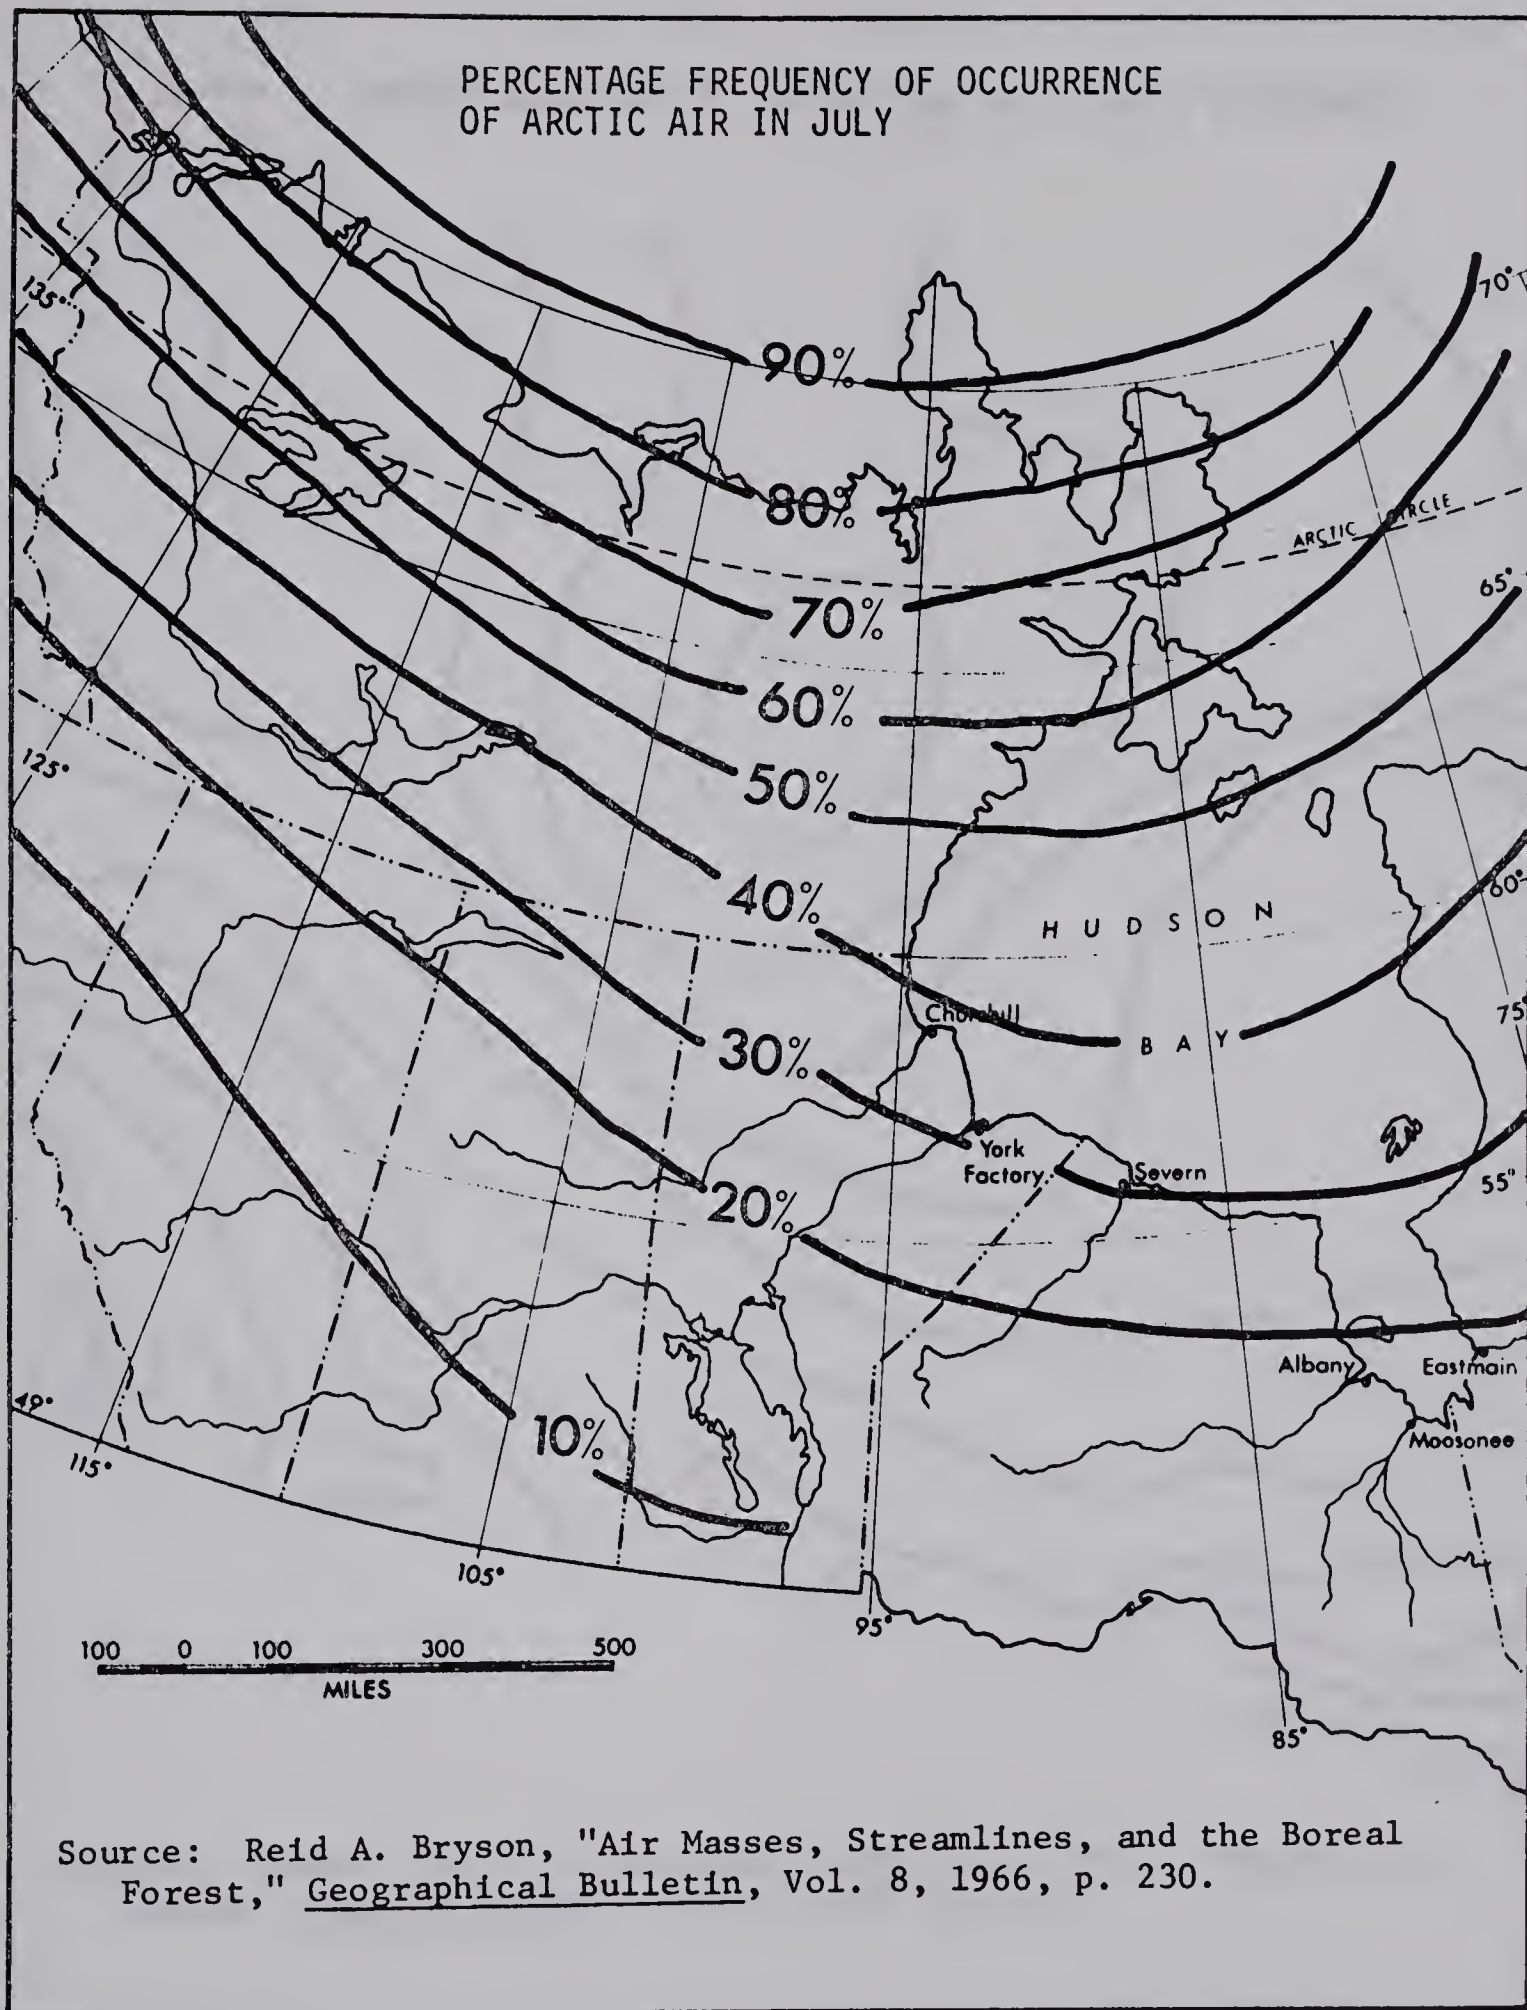 PERCENTAGE FREQUENCY OF OCCURRENCE
OF ARCTIC AIR IN JULY
135°
70°
90%
80%
ARCTIC CIRCLE
65°
70%
60%
125°
50%
60°
40%
HUDSON
Churchill
75°
BAY
30%
York
Factory
Severn
55°
20%
Albany
Eastmain
49°
10%
Moosonee
115°
105°
95°
100 0 100 300 500
MILES
85°
Source: Reid A. Bryson, "Air Masses, Streamlines, and the Boreal
Forest," Geographical Bulletin, Vol. 8, 1966, p. 230.